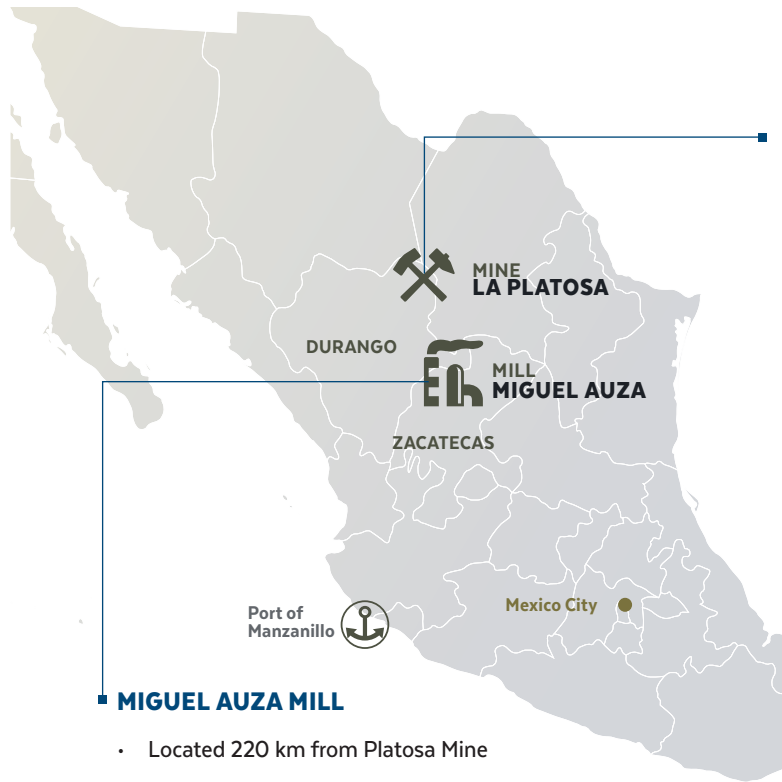 MINE
LA PLATOSA
DURANGO
MILL
MIGUEL AUZA
ZACATECAS
Mexico City
Port of
Manzanillo
MIGUEL AUZA MILL
• Located 220 km from Platosa Mine